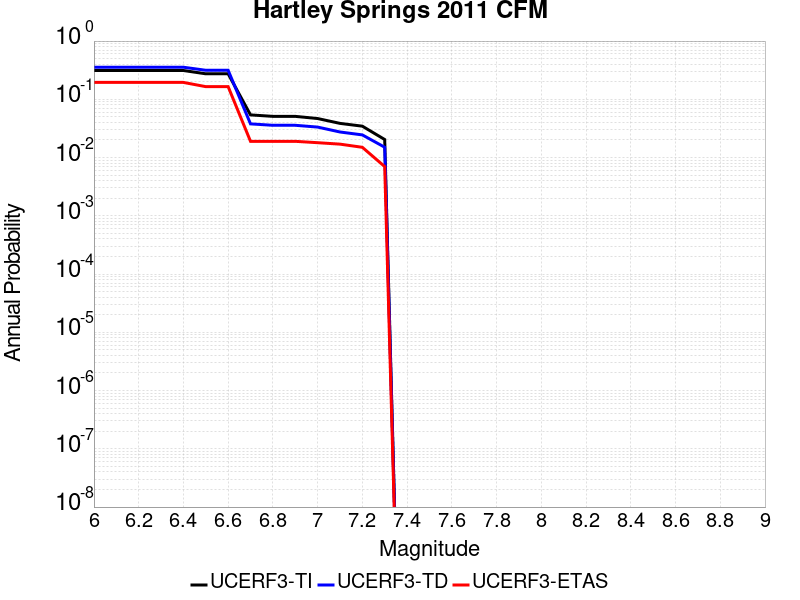 Hartley Springs 2011 CFM
10^0
10^-1
10^-2
10^-3
10^-4
10^-5
10^-6
10^-7
10^-8
Annual Probability
6 6.2 6.4 6.6 6.8 7 7.2 7.4 7.6 7.8 8 8.2 8.4 8.6 8.8 9
Magnitude
UCERF3-TI UCERF3-TD UCERF3-ETAS